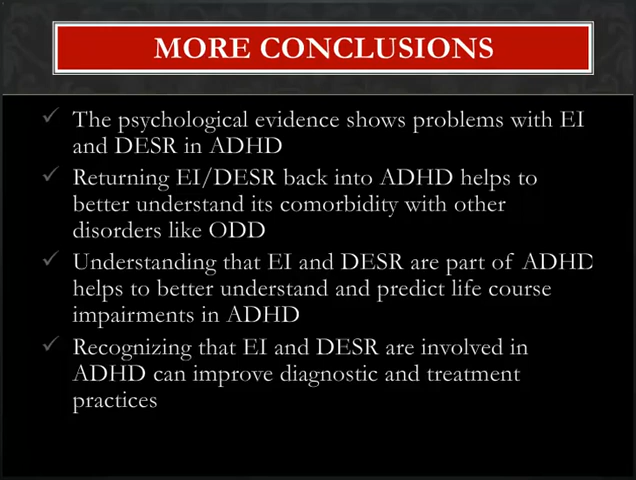 MORE CONCLUSIONS
The psychological evidence shows problems with EI
and DESR in ADHD
Returning EI/DESR back into ADHD helps to
better understand its comorbidity with other
disorders like ODD
Understanding that EI and DESR are part of ADHD
helps to better understand and predict life course
impairments in ADHD
Recognizing that EI and DESR are involved in
ADHD can improve diagnostic and treatment
practices